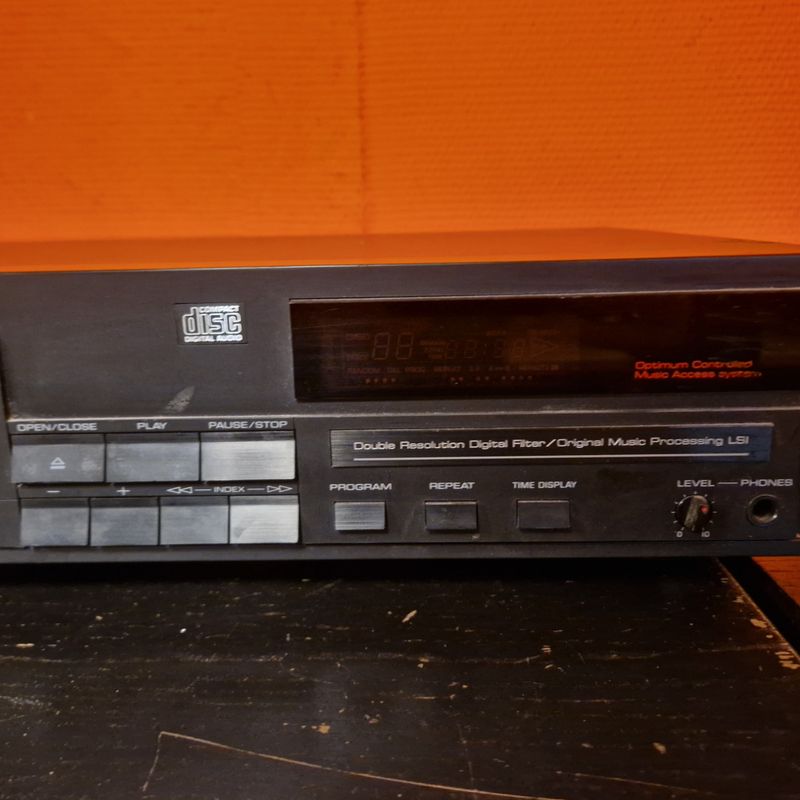 COMPACT
disc
DIGITAL AUDIO
Optimum Controlled
Music Access System
OPEN/CLOSE PLAY PAUSE/STOP
Double Resolution Digital Filter/Original Music Processing LSI
− + INDEX
PROGRAM REPEAT TIME DISPLAY LEVEL PHONES
0 10